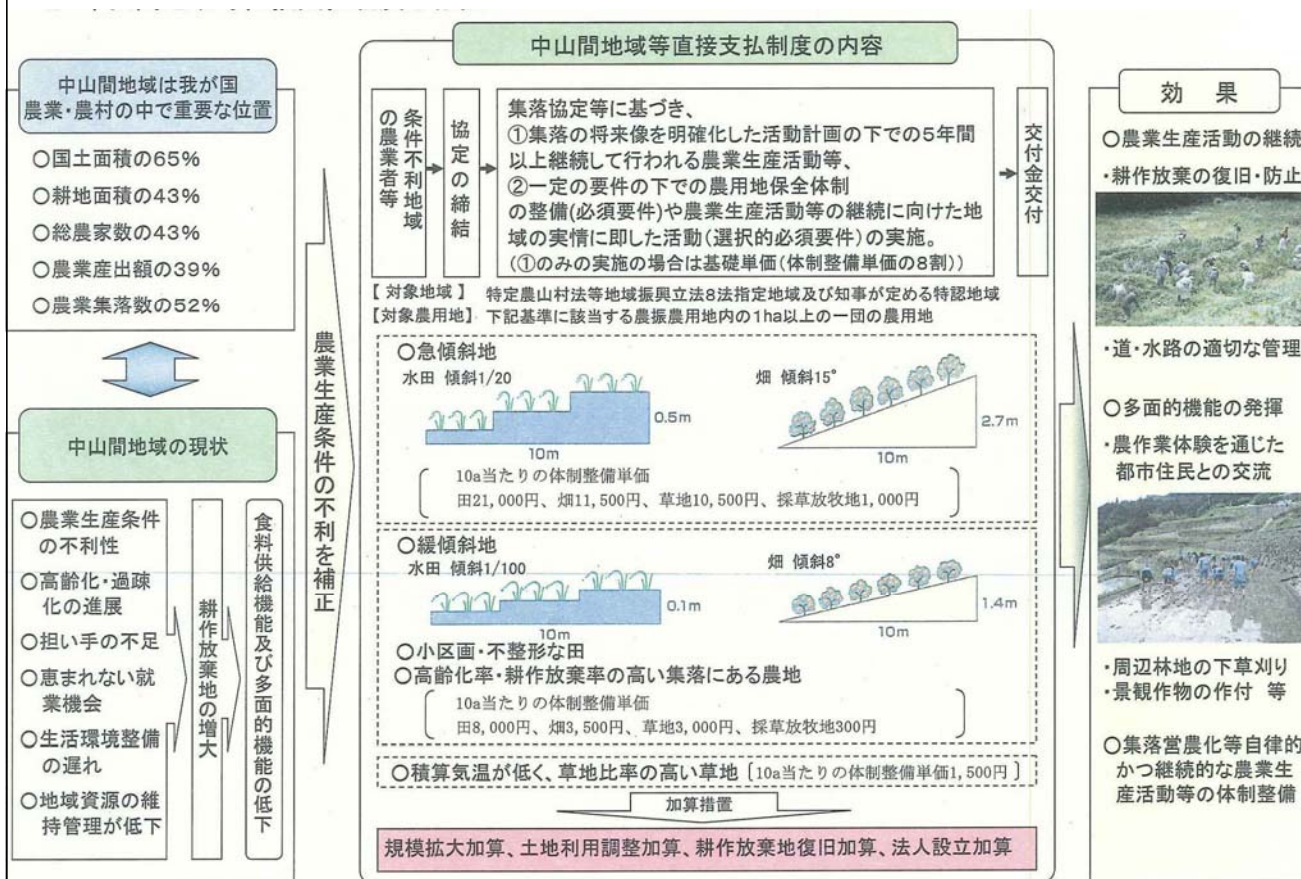 中山間地域は我が国
農業・農村の中で重要な位置
○国土面積の65%
○耕地面積の43%
○総農家数の43%
○農業産出額の39%
○農業集落数の52%
中山間地域の現状
○農業生産条件
の不利性
○高齢化・過疎
化の進展
○担い手の不足
○恵まれない就
業機会
○生活環境整備
の遅れ
○地域資源の維
持管理が低下
耕作放棄地の増大
食料供給機能及び多面的機能の低下
農業生産条件の不利を補正
中山間地域等直接支払制度の内容
条件不利地域
の農業者等
協定の締結
集落協定等に基づき、
①集落の将来像を明確化した活動計画の下での5年間
以上継続して行われる農業生産活動等、
②一定の要件の下での農用地保全体制
の整備(必須要件)や農業生産活動等の継続に向けた地
域の実情に即した活動(選択的必須要件)の実施。
(①のみの実施の場合は基礎単価(体制整備単価の8割))
交付金交付
【 対象地域 】 特定農山村法等地域振興立法8法指定地域及び知事が定める特認地域
【対象農用地】 下記基準に該当する農振農用地内の1ha以上の一団の農用地
○急傾斜地
水田 傾斜1/20
0.5m
10m
畑 傾斜15°
2.7m
10m
10a当たりの体制整備単価
田21,000円、畑11,500円、草地10,500円、採草放牧地1,000円
○緩傾斜地
水田 傾斜1/100
0.1m
10m
畑 傾斜8°
1.4m
10m
○小区画・不整形な田
○高齢化率・耕作放棄率の高い集落にある農地
10a当たりの体制整備単価
田8,000円、畑3,500円、草地3,000円、採草放牧地300円
○積算気温が低く、草地比率の高い草地 [10a当たりの体制整備単価1,500円]
加算措置
規模拡大加算、土地利用調整加算、耕作放棄地復旧加算、法人設立加算
効 果
○農業生産活動の継続
・耕作放棄の復旧・防止
・道・水路の適切な管理
○多面的機能の発揮
・農作業体験を通じた
都市住民との交流
・周辺林地の下草刈り
・景観作物の作付 等
○集落営農化等自律的
かつ継続的な農業生
産活動等の体制整備